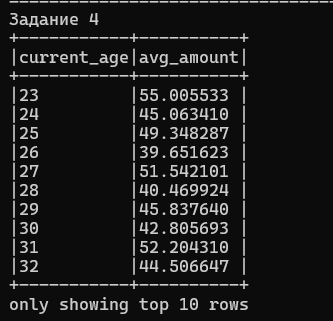 Задание 4
+-----------+----------+
|current_age|avg_amount|
+-----------+----------+
|23         |55.005533 |
|24         |45.063410 |
|25         |49.348287 |
|26         |39.651623 |
|27         |51.542101 |
|28         |40.469924 |
|29         |45.837640 |
|30         |42.805693 |
|31         |52.204310 |
|32         |44.506647 |
+-----------+----------+
only showing top 10 rows